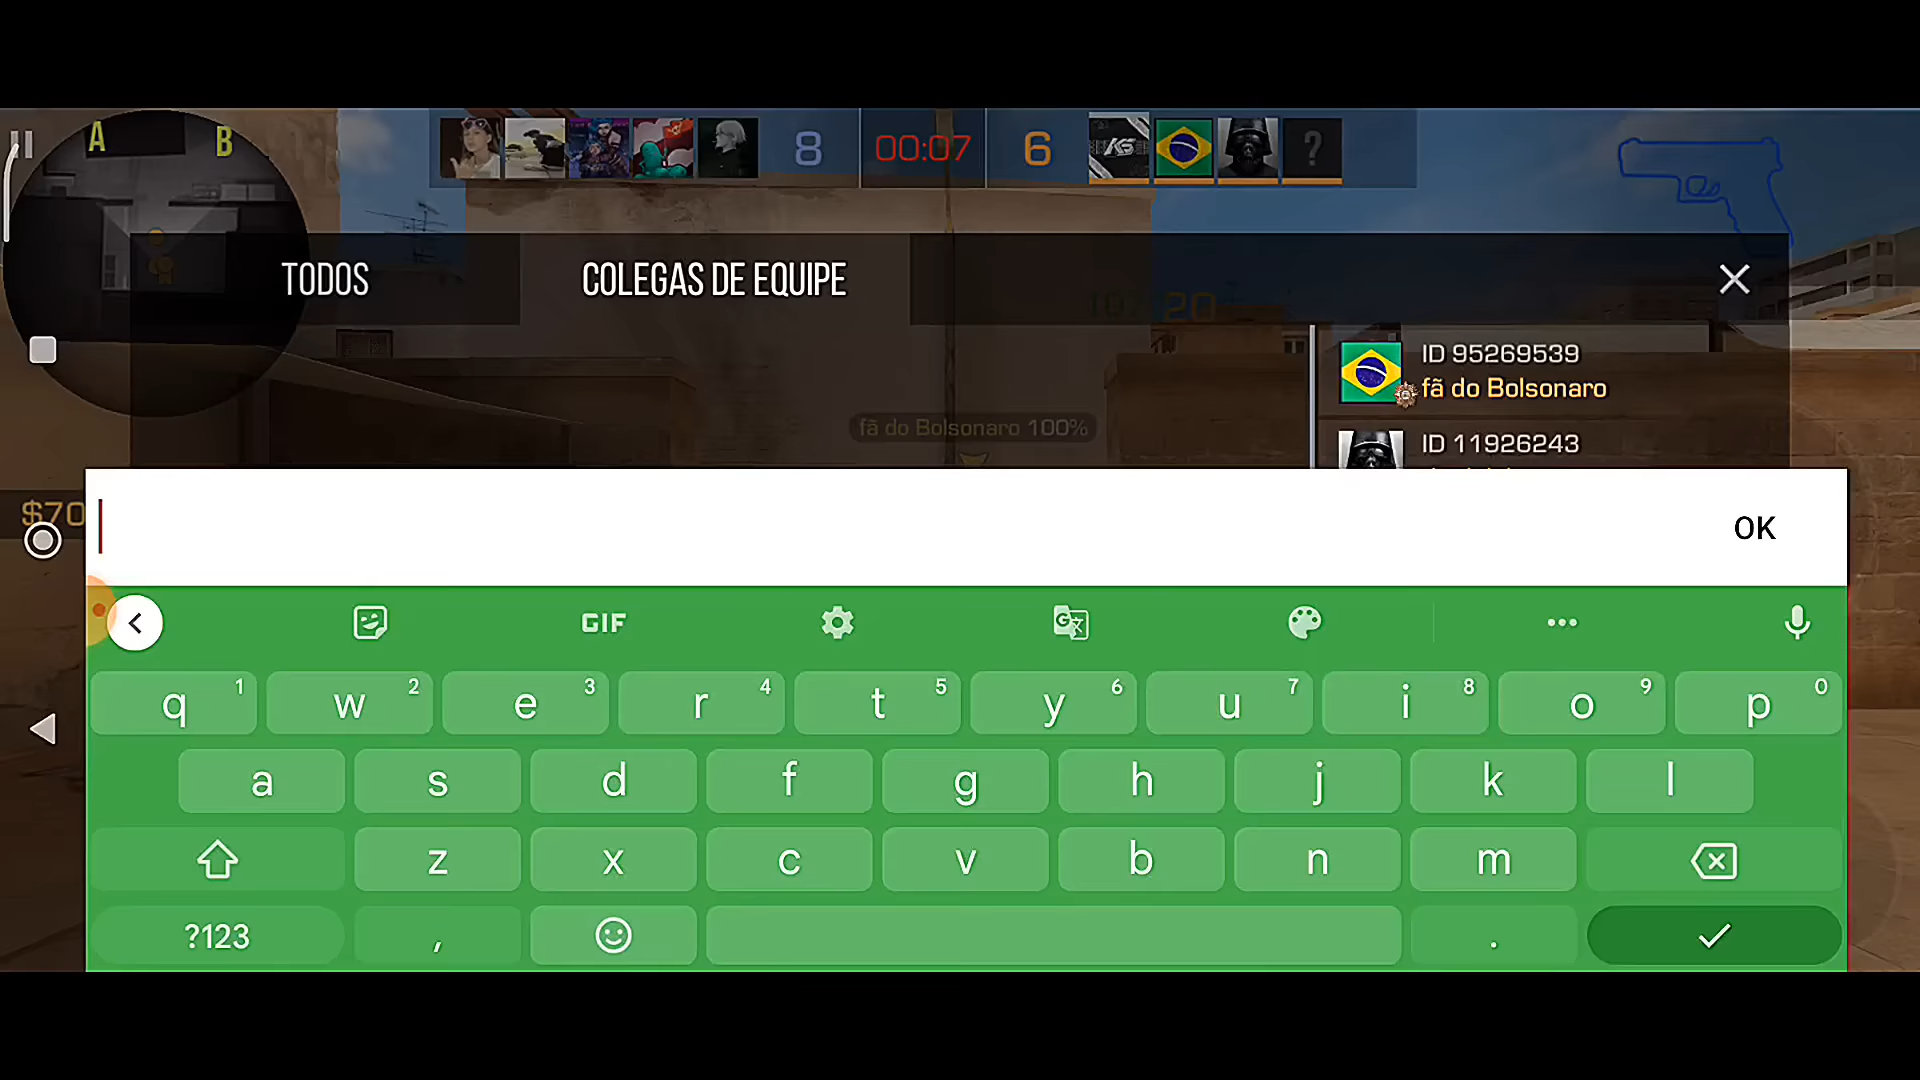 A B
8 00:07 6
?
TODOS COLEGAS DE EQUIPE
ID 95269539
fã do Bolsonaro
fã do Bolsonaro 100%
ID 11926243
$70
OK
GIF
q 1 w 2 e 3 r 4 t 5 y 6 u 7 i 8 o 9 p 0
a s d f g h j k l
z x c v b n m
?123 , .